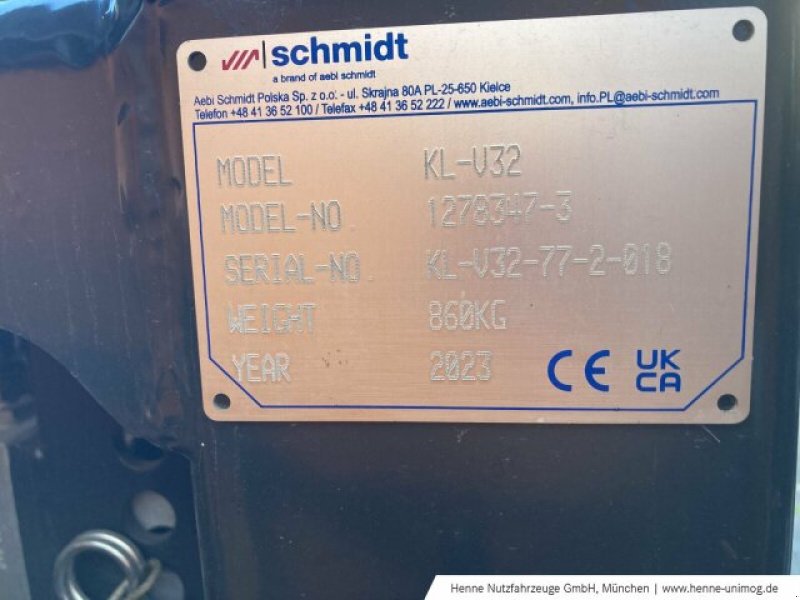 schmidt
a brand of aebi schmidt
Aebi Schmidt Polska Sp. z o.o. - ul. Skrajna 80A PL-25-650 Kielce
Telefon +48 41 36 52 100 / Telefax +48 41 36 52 222 / www.aebi-schmidt.com, info.PL@aebi-schmidt.com
MODEL KL-V32
MODEL-NO. 1278347-3
SERIAL-NO. KL-V32-77-2-018
WEIGHT 860KG
YEAR 2023
CE UK CA
Henne Nutzfahrzeuge GmbH, München | www.henne-unimog.de